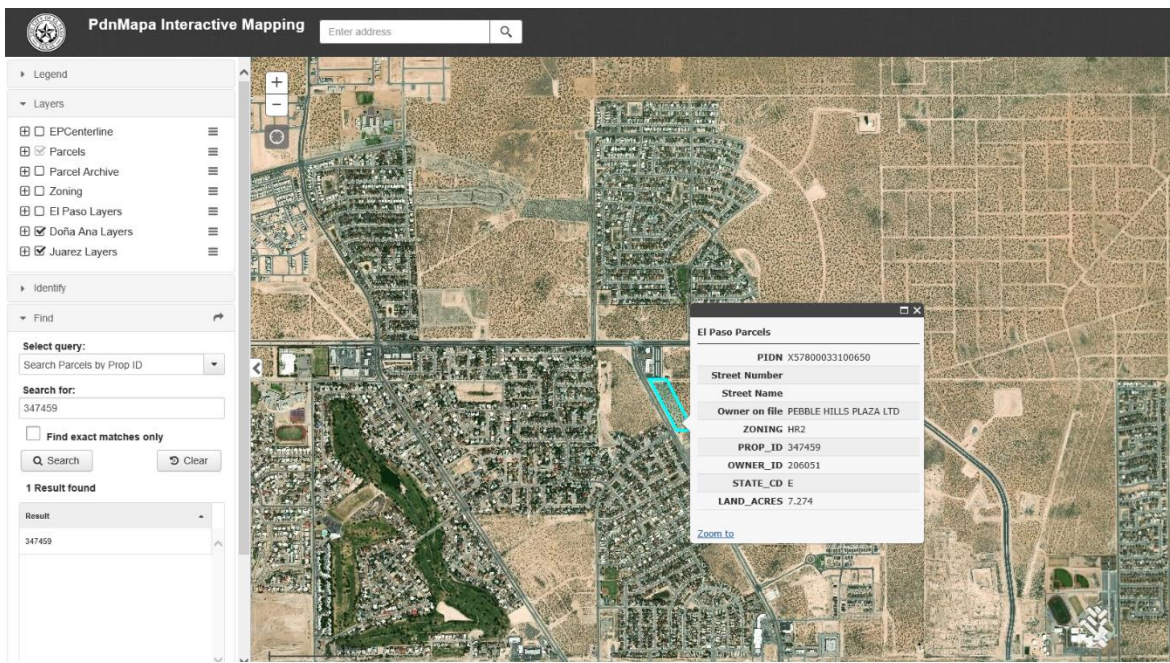 PdnMapa Interactive Mapping
Enter address
Legend
Layers
EPCenterline
Parcels
Parcel Archive
Zoning
El Paso Layers
Doña Ana Layers
Juarez Layers
Identify
Find
Select query:
Search Parcels by Prop ID
Search for:
347459
Find exact matches only
Search
Clear
1 Result found
Result
347459
El Paso Parcels
PIDN X57800033100650
Street Number
Street Name
Owner on file PEBBLE HILLS PLAZA LTD
ZONING HR2
PROP_ID 347459
OWNER_ID 206051
STATE_CD E
LAND_ACRES 7.274
Zoom to